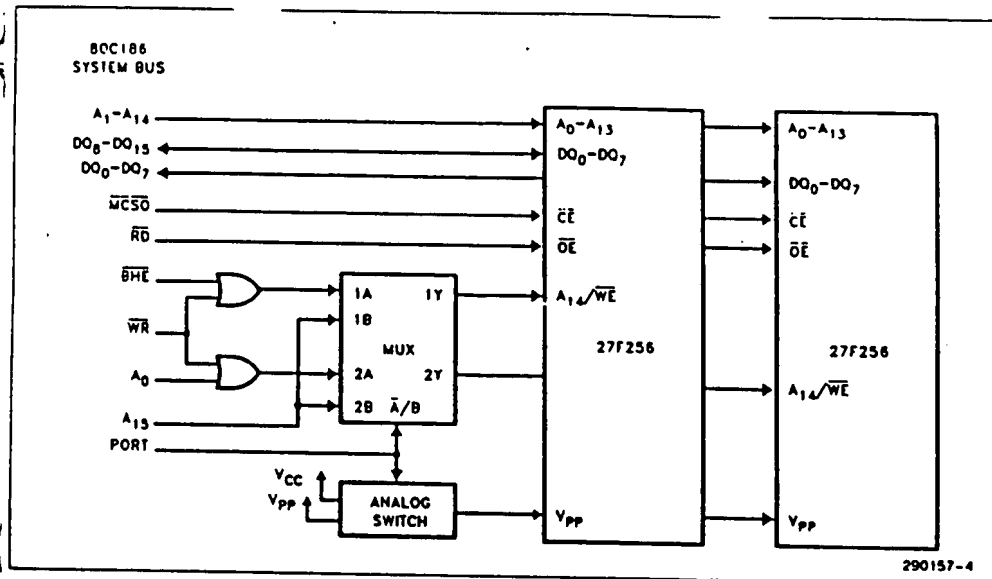 80C186
SYSTEM BUS
A1-A14
DQ8-DQ15
DQ0-DQ7
MCS0
RD
BHE
WR
A0
A15
PORT
1A 1Y
1B
MUX
2A 2Y
2B A/B
VCC
VPP
ANALOG
SWITCH
A0-A13
DQ0-DQ7
CE
OE
A14/WE
27F256
VPP
A0-A13
DQ0-DQ7
CE
OE
27F256
A14/WE
VPP
290157-4